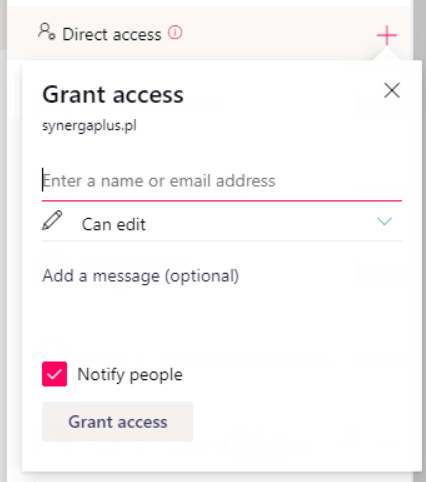 Direct access
Grant access
synergaplus.pl
Enter a name or email address
Can edit
Add a message (optional)
Notify people
Grant access